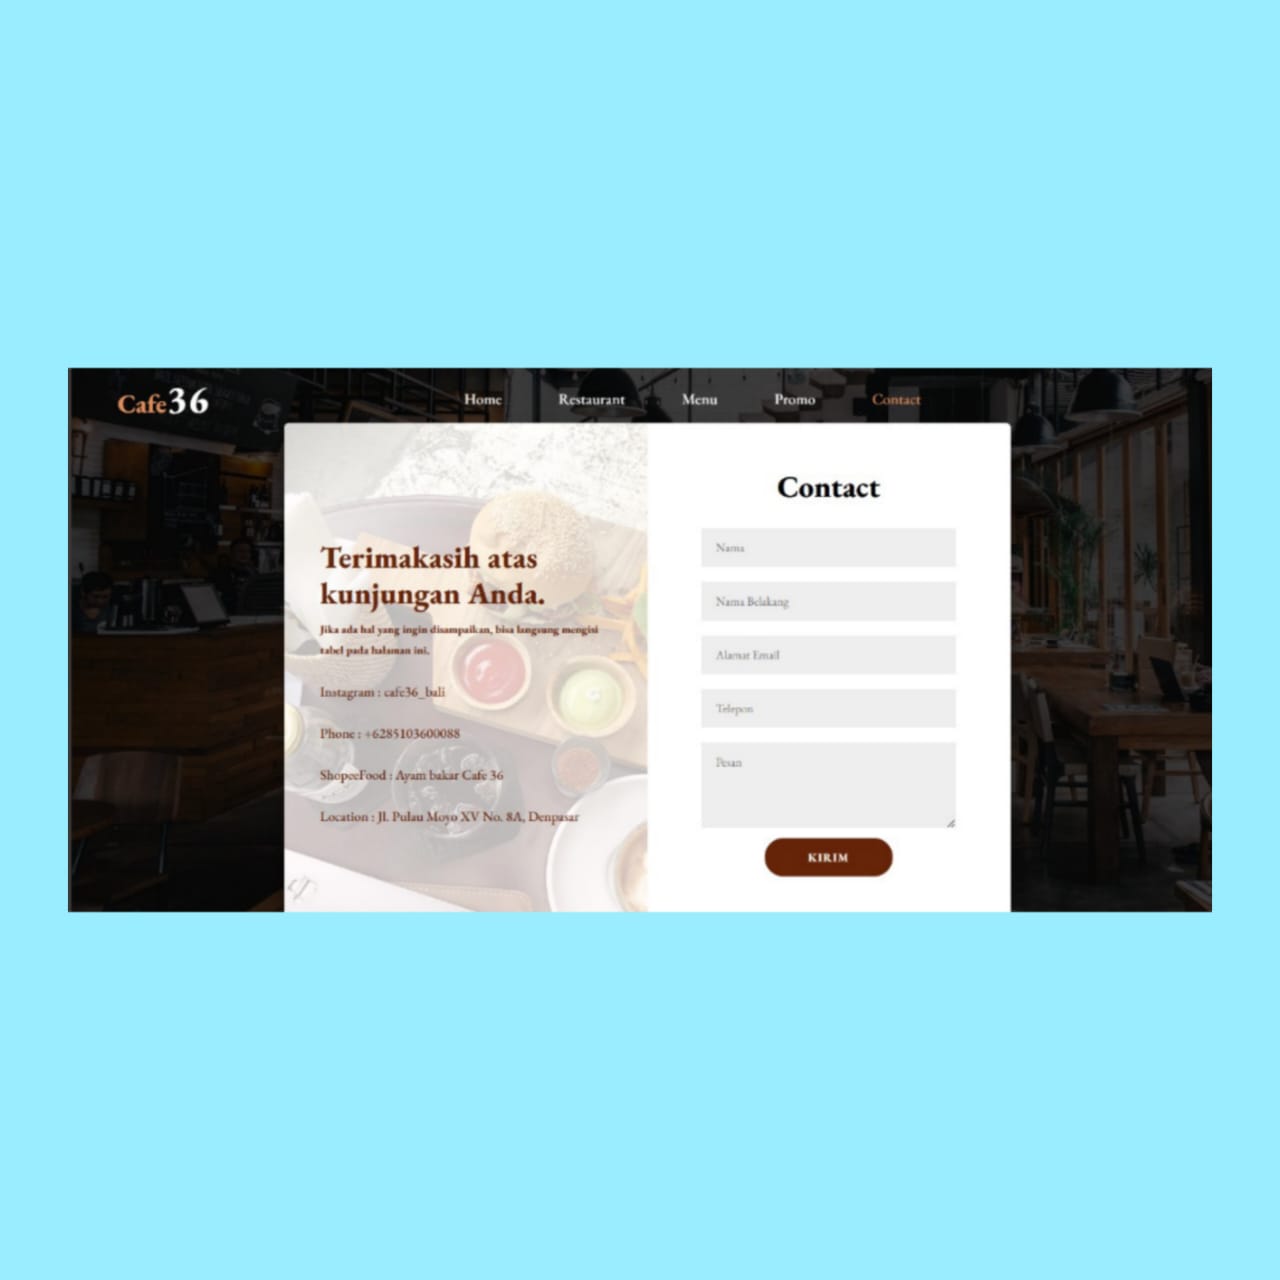 Cafe36
Home Restaurant Menu Promo Contact
Terimakasih atas
kunjungan Anda.
Jika ada hal yang ingin disampaikan, bisa langsung mengisi
tabel pada halaman ini.
Instagram : cafe36_bali
Phone : +6285103600088
ShopeeFood : Ayam bakar Cafe 36
Location : Jl. Pulau Moyo XV No. 8A, Denpasar
Contact
Nama
Nama Belakang
Alamat Email
Telepon
Pesan
KIRIM